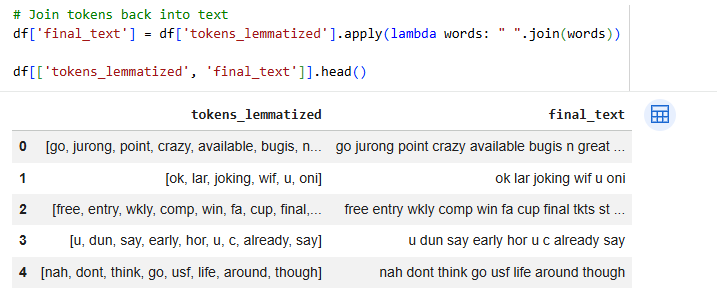 # Join tokens back into text
df['final_text'] = df['tokens_lemmatized'].apply(lambda words: " ".join(words))
df[['tokens_lemmatized', 'final_text']].head()
tokens_lemmatized final_text
0 [go, jurong, point, crazy, available, bugis, n... go jurong point crazy available bugis n great ...
1 [ok, lar, joking, wif, u, oni] ok lar joking wif u oni
2 [free, entry, wkly, comp, win, fa, cup, final,... free entry wkly comp win fa cup final tkts st ...
3 [u, dun, say, early, hor, u, c, already, say] u dun say early hor u c already say
4 [nah, dont, think, go, usf, life, around, though] nah dont think go usf life around though